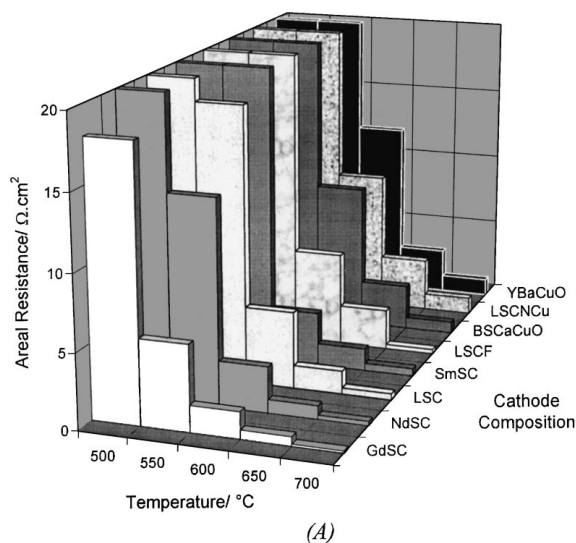 20
15
10
5
0
Areal Resistance/ Ω.cm²
500
550
600
650
700
Temperature/ °C
YBaCuO
LSCNCu
BSCaCuO
LSCF
SmSC
LSC
NdSC
GdSC
Cathode
Composition
(A)